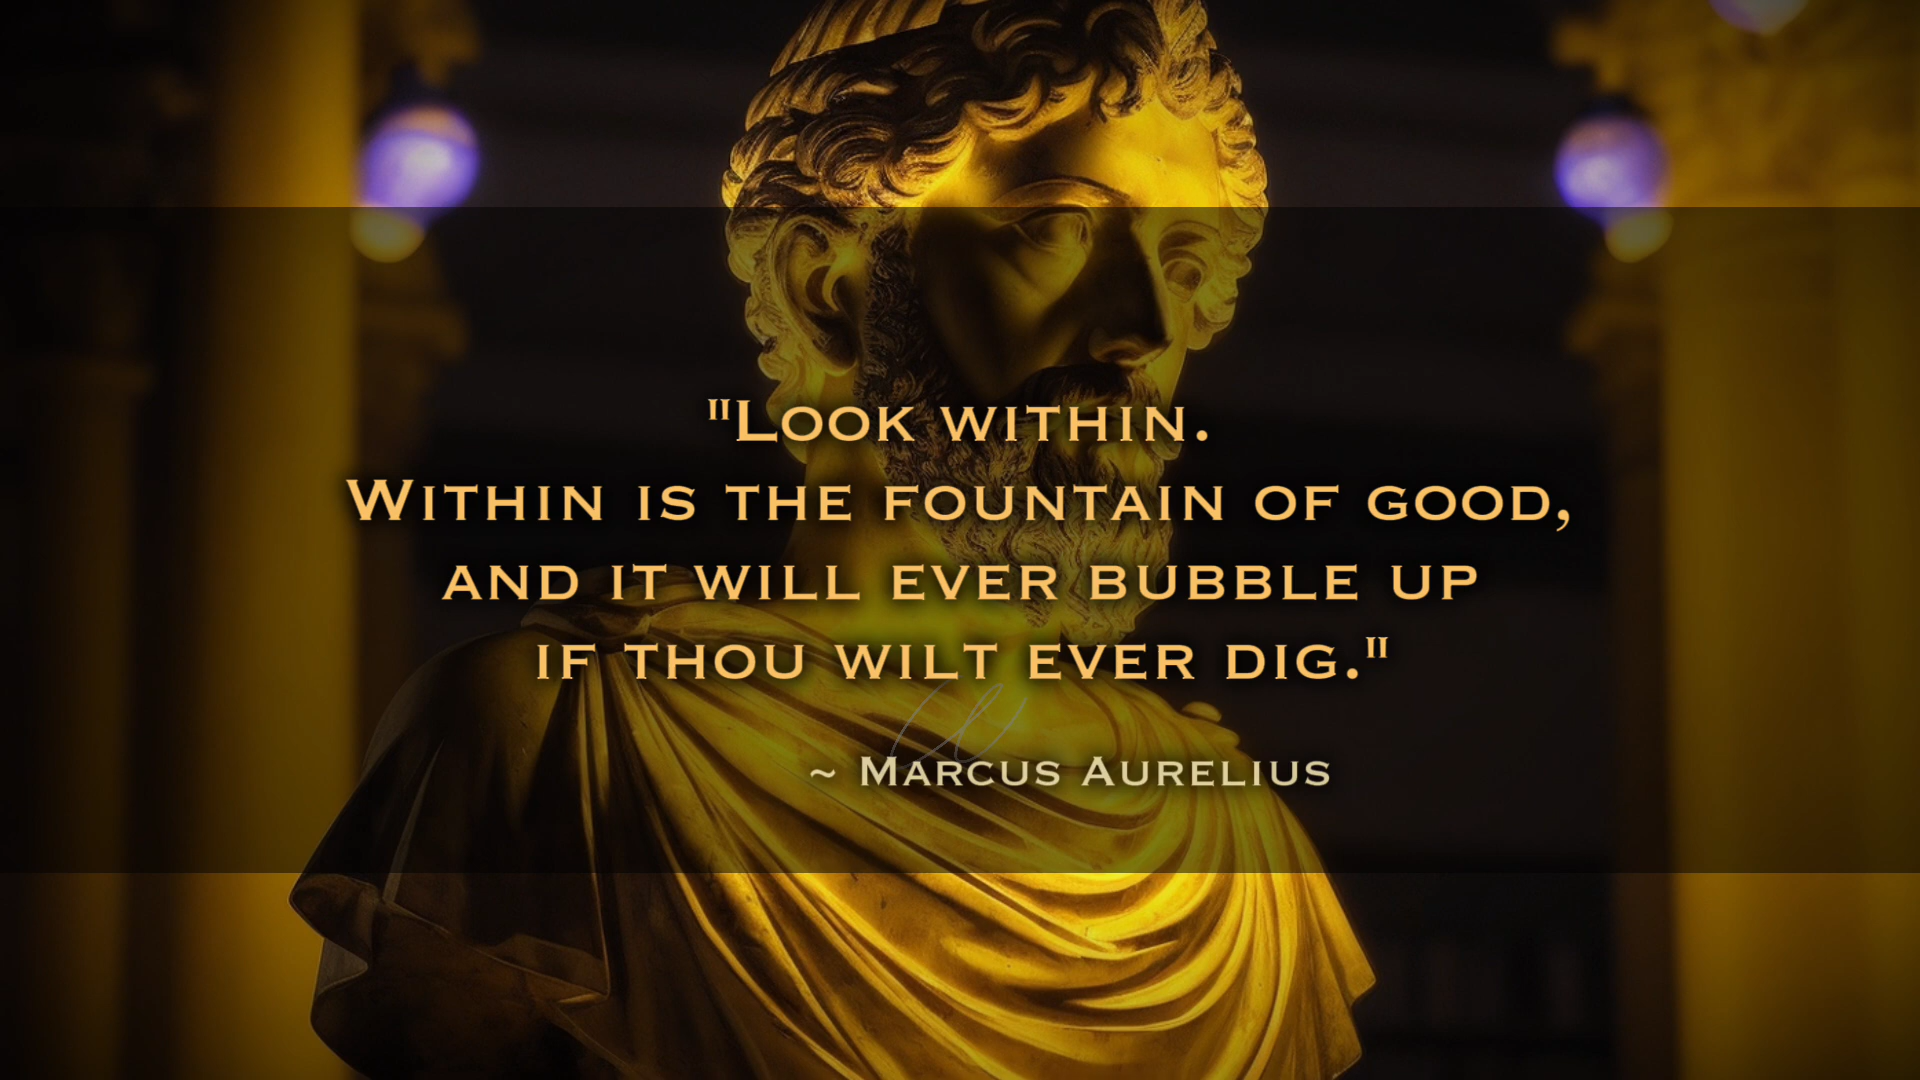 "Look within.
Within is the fountain of good,
and it will ever bubble up
if thou wilt ever dig."
~ Marcus Aurelius